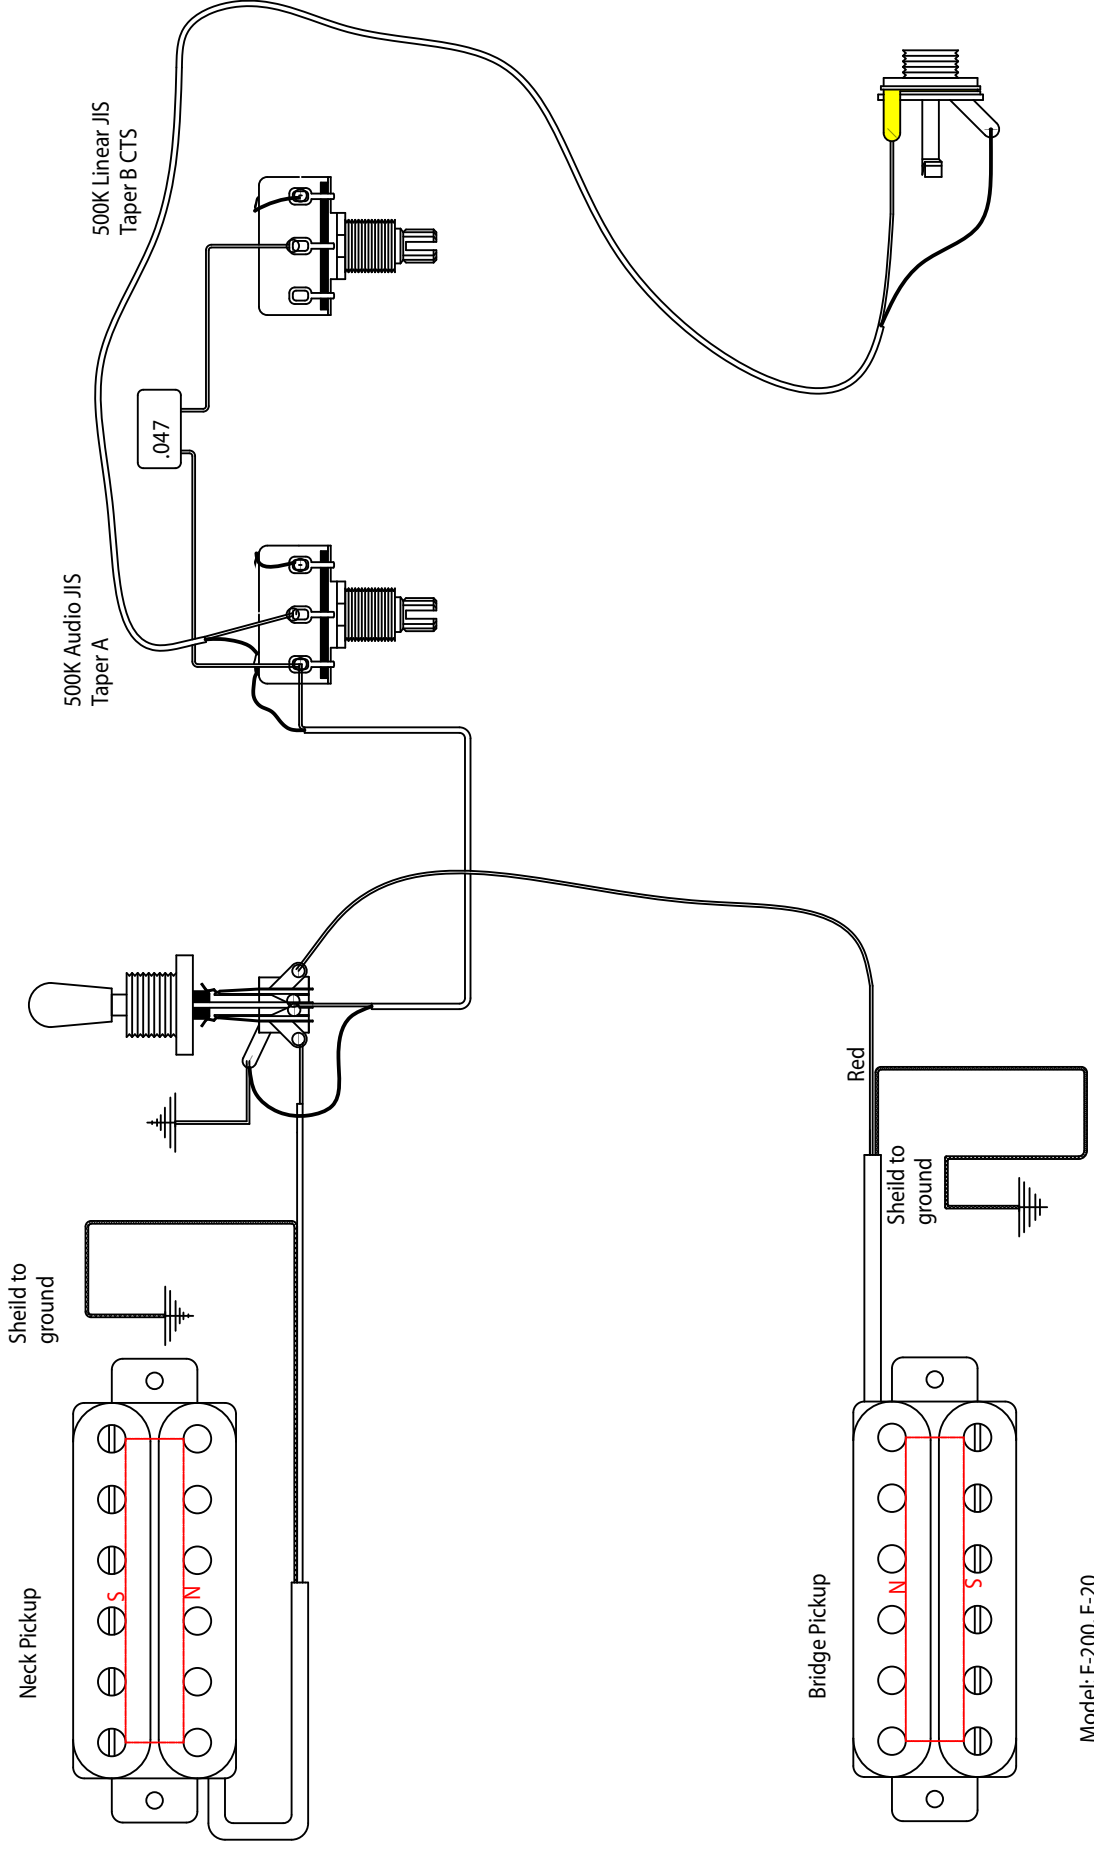 500K Linear JIS
Taper B CTS
.047
500K Audio JIS
Taper A
Red
Sheild to
ground
Sheild to
ground
Neck Pickup
S
N
Bridge Pickup
N
S